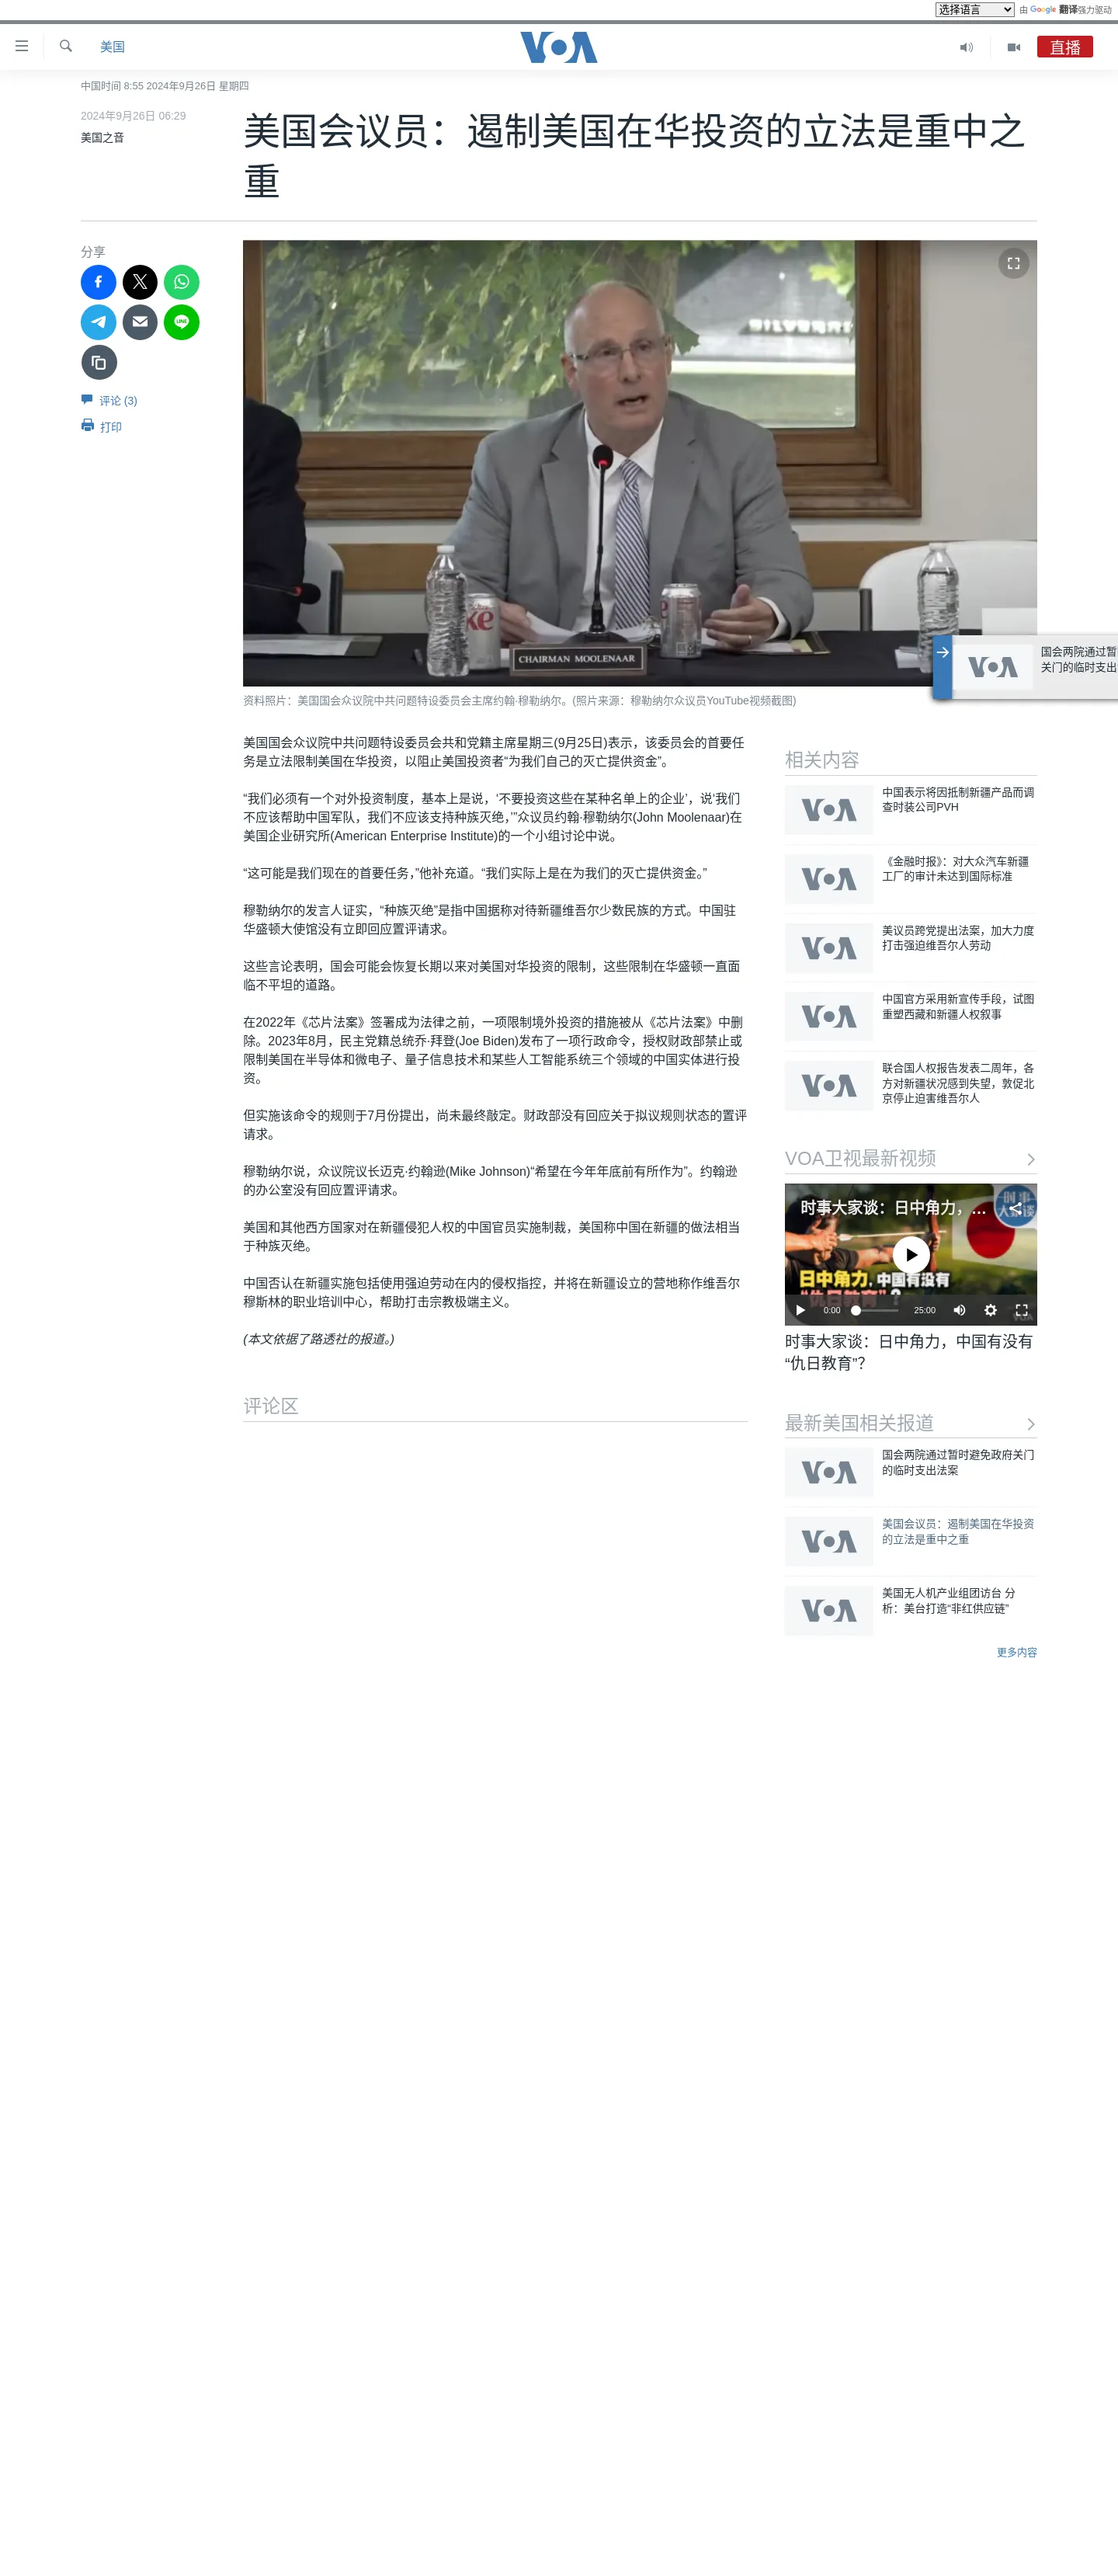 选择语言 由 Google 翻译强力驱动
美国
VOA
直播
中国时间 8:55 2024年9月26日 星期四
2024年9月26日 06:29
美国之音
美国会议员：遏制美国在华投资的立法是重中之
重
分享
评论 (3)
打印
CHAIRMAN MOOLENAAR
资料照片：美国国会众议院中共问题特设委员会主席约翰·穆勒纳尔。(照片来源：穆勒纳尔众议员YouTube视频截图)
VOA
国会两院通过暂
关门的临时支出
美国国会众议院中共问题特设委员会共和党籍主席星期三(9月25日)表示，该委员会的首要任
务是立法限制美国在华投资，以阻止美国投资者“为我们自己的灭亡提供资金”。
“我们必须有一个对外投资制度，基本上是说，‘不要投资这些在某种名单上的企业’，说‘我们
不应该帮助中国军队，我们不应该支持种族灭绝，’”众议员约翰·穆勒纳尔(John Moolenaar)在
美国企业研究所(American Enterprise Institute)的一个小组讨论中说。
“这可能是我们现在的首要任务，”他补充道。“我们实际上是在为我们的灭亡提供资金。”
穆勒纳尔的发言人证实，“种族灭绝”是指中国据称对待新疆维吾尔少数民族的方式。中国驻
华盛顿大使馆没有立即回应置评请求。
这些言论表明，国会可能会恢复长期以来对美国对华投资的限制，这些限制在华盛顿一直面
临不平坦的道路。
在2022年《芯片法案》签署成为法律之前，一项限制境外投资的措施被从《芯片法案》中删
除。2023年8月，民主党籍总统乔·拜登(Joe Biden)发布了一项行政命令，授权财政部禁止或
限制美国在半导体和微电子、量子信息技术和某些人工智能系统三个领域的中国实体进行投
资。
但实施该命令的规则于7月份提出，尚未最终敲定。财政部没有回应关于拟议规则状态的置评
请求。
穆勒纳尔说，众议院议长迈克·约翰逊(Mike Johnson)“希望在今年年底前有所作为”。约翰逊
的办公室没有回应置评请求。
美国和其他西方国家对在新疆侵犯人权的中国官员实施制裁，美国称中国在新疆的做法相当
于种族灭绝。
中国否认在新疆实施包括使用强迫劳动在内的侵权指控，并将在新疆设立的营地称作维吾尔
穆斯林的职业培训中心，帮助打击宗教极端主义。
(本文依据了路透社的报道。)
评论区
相关内容
VOA
中国表示将因抵制新疆产品而调
查时装公司PVH
VOA
《金融时报》：对大众汽车新疆
工厂的审计未达到国际标准
VOA
美议员跨党提出法案，加大力度
打击强迫维吾尔人劳动
VOA
中国官方采用新宣传手段，试图
重塑西藏和新疆人权叙事
VOA
联合国人权报告发表二周年，各
方对新疆状况感到失望，敦促北
京停止迫害维吾尔人
VOA卫视最新视频
时事大家谈：日中角力，...
时事
大家谈
日中角力，中国有没有
“仇日教育”？
0:00 25:00
时事大家谈：日中角力，中国有没有
“仇日教育”？
最新美国相关报道
VOA
国会两院通过暂时避免政府关门
的临时支出法案
VOA
美国会议员：遏制美国在华投资
的立法是重中之重
VOA
美国无人机产业组团访台 分
析：美台打造“非红供应链”
更多内容